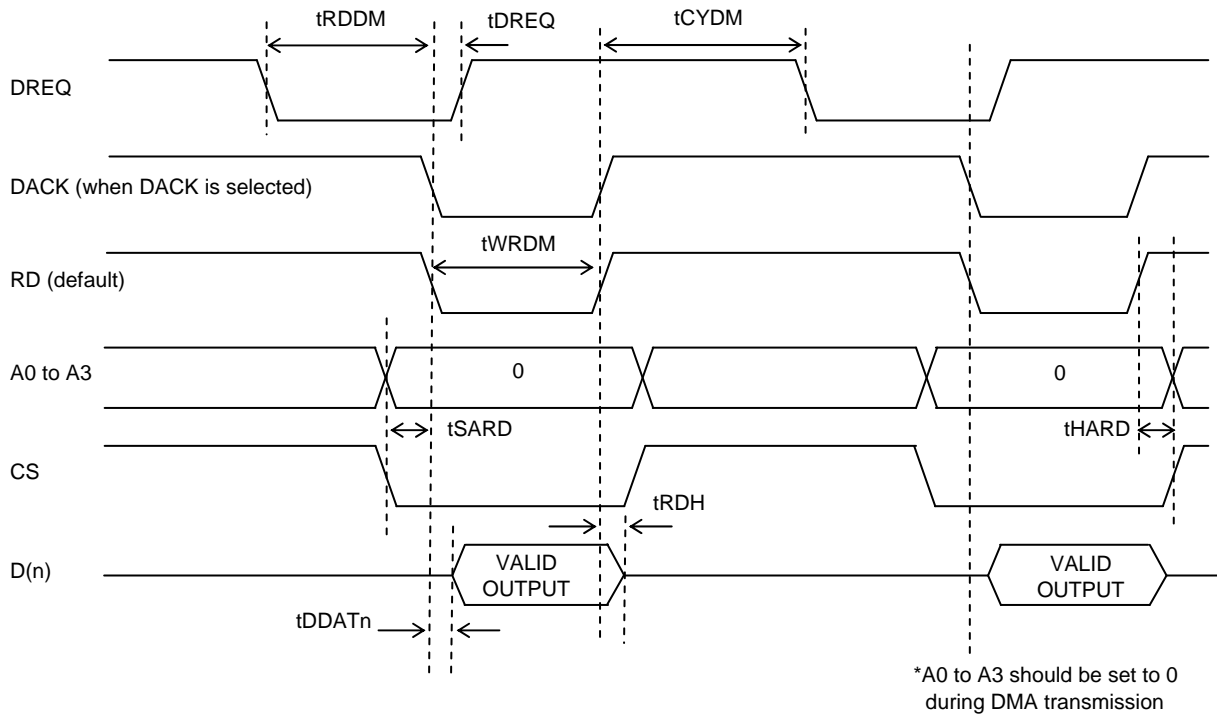 tRDDM
tDREQ
tCYDM
DREQ
DACK (when DACK is selected)
tWRDM
RD (default)
A0 to A3
0
0
tSARD
tHARD
CS
tRDH
D(n)
VALID
OUTPUT
VALID
OUTPUT
tDDATn
*A0 to A3 should be set to 0
during DMA transmission